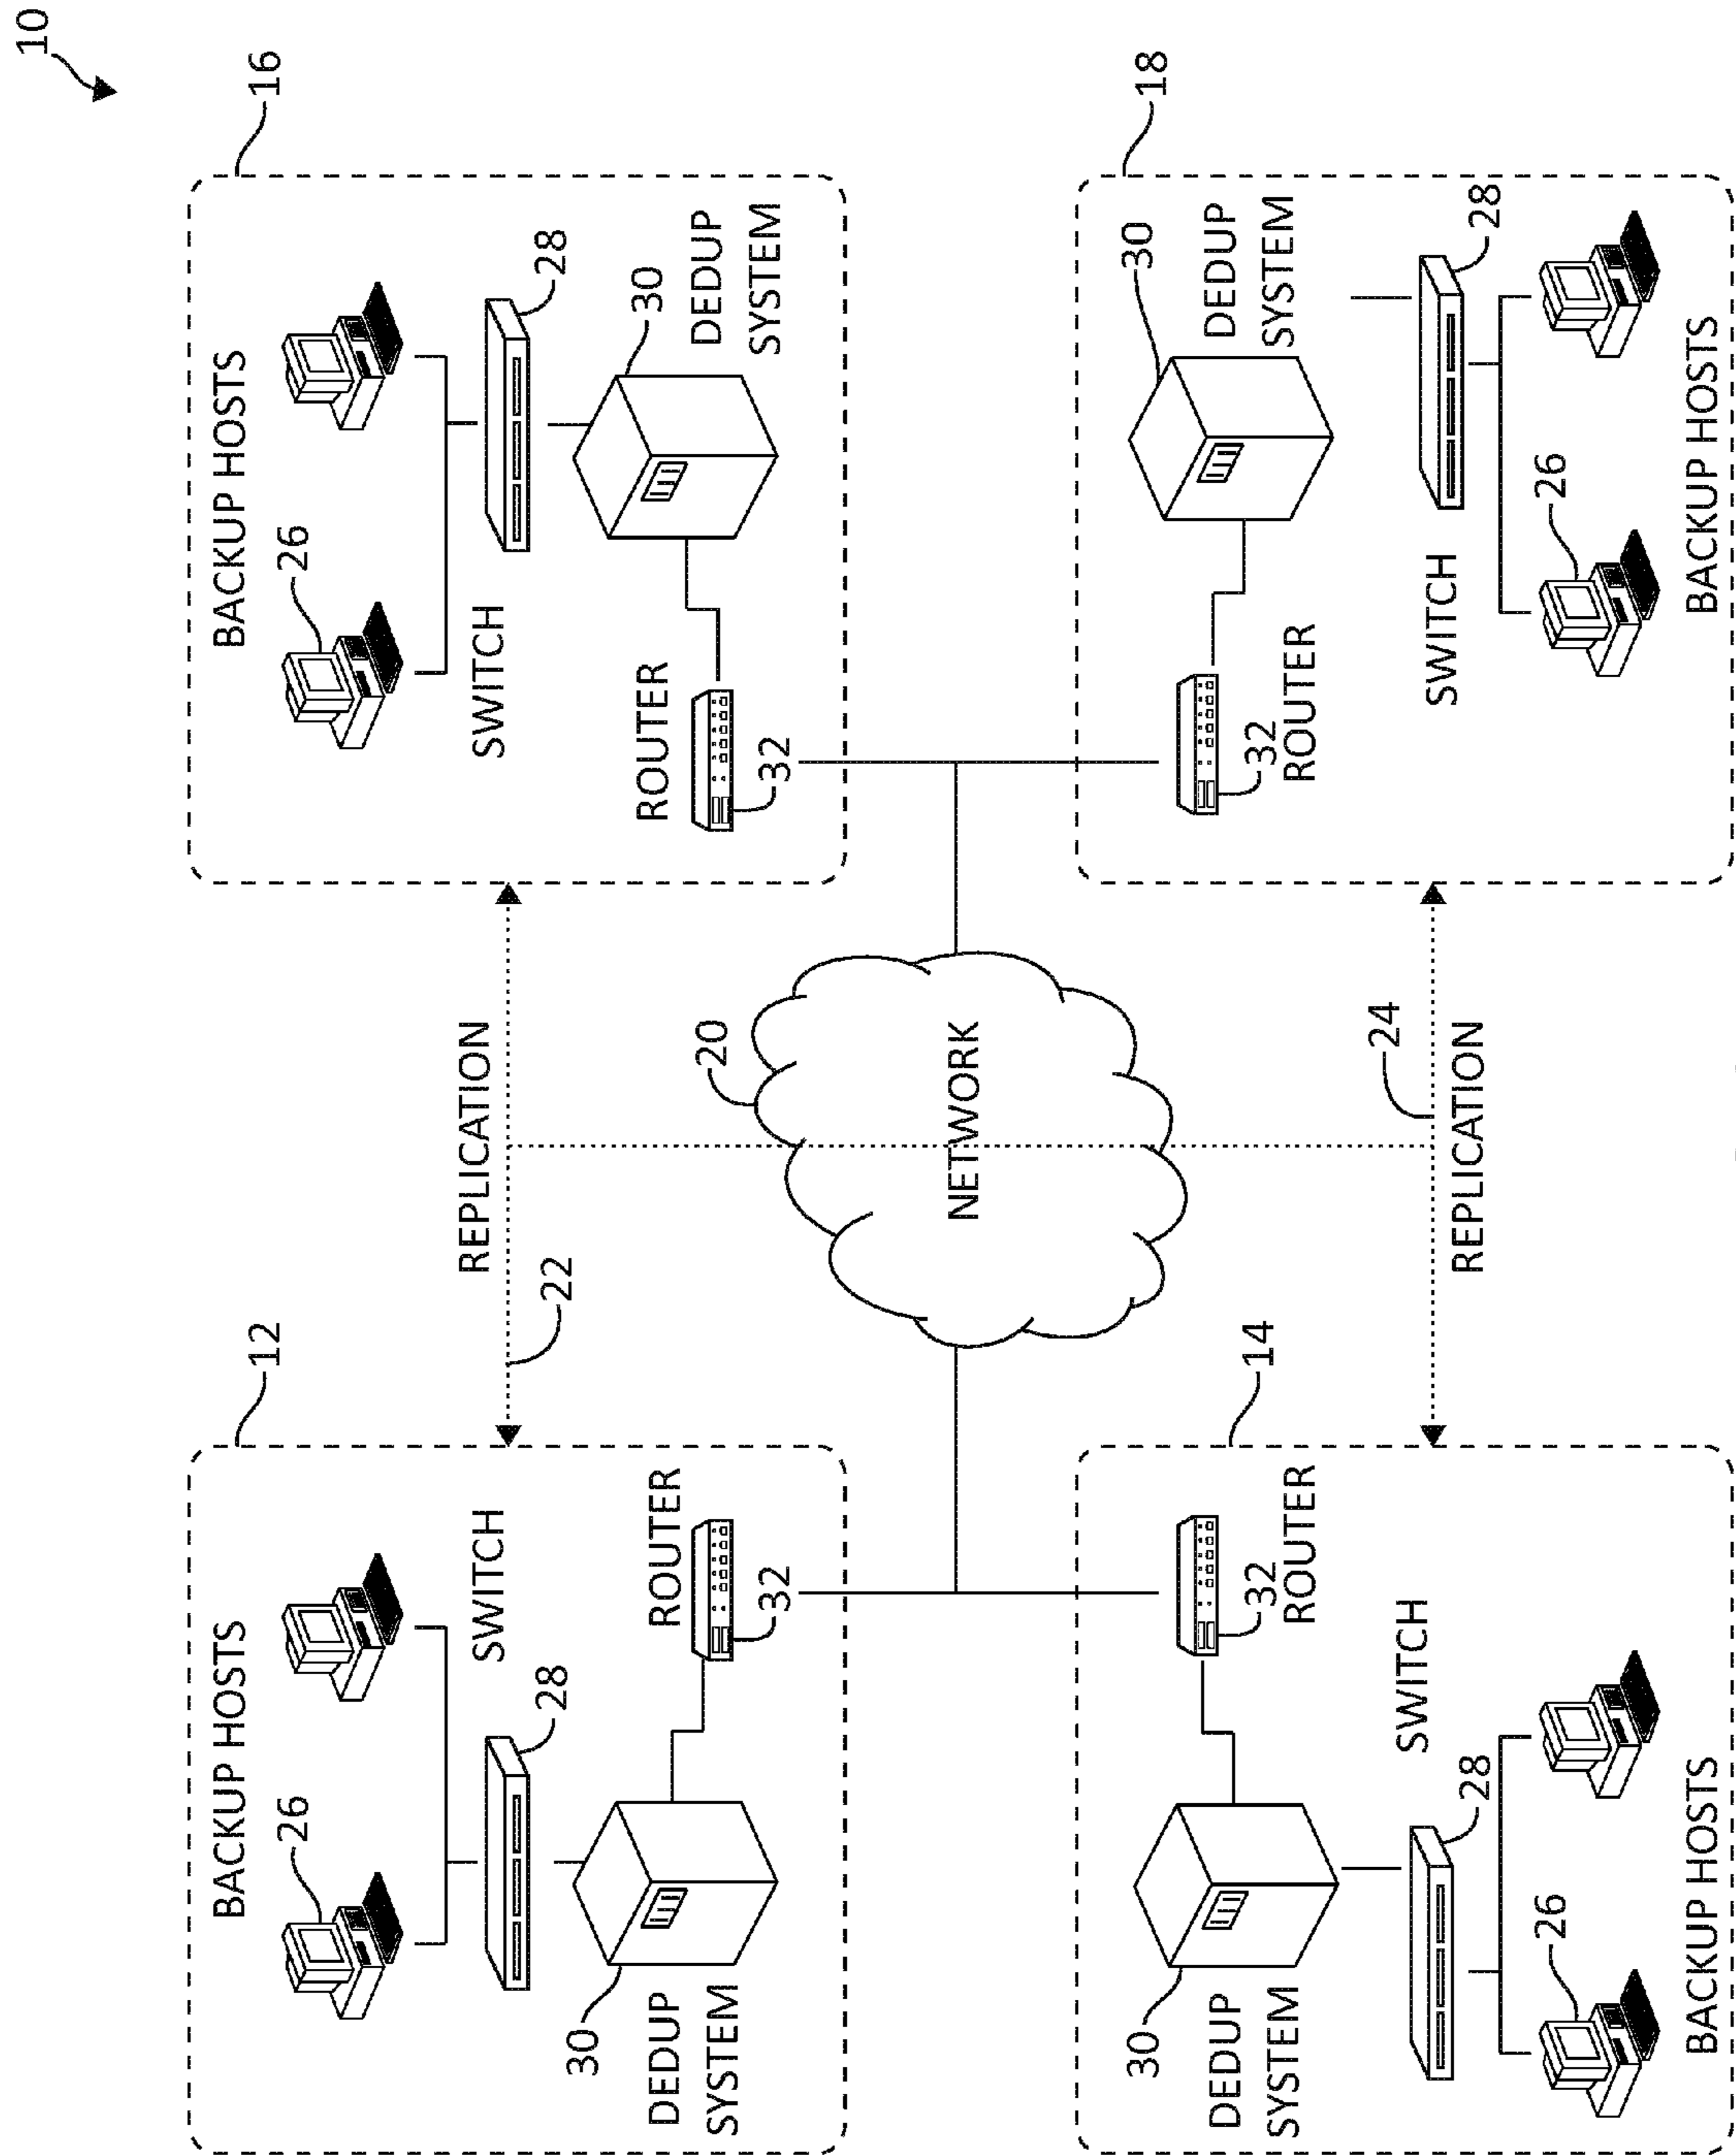 10
12
16
BACKUP HOSTS
26
SWITCH
28
30
DEDUP
SYSTEM
ROUTER
32
REPLICATION
22
BACKUP HOSTS
26
SWITCH
28
30
DEDUP
SYSTEM
ROUTER
32
20
NETWORK
14
18
30
DEDUP
SYSTEM
32
ROUTER
SWITCH
28
26
BACKUP HOSTS
24
REPLICATION
30
DEDUP
SYSTEM
32
ROUTER
SWITCH
28
26
BACKUP HOSTS